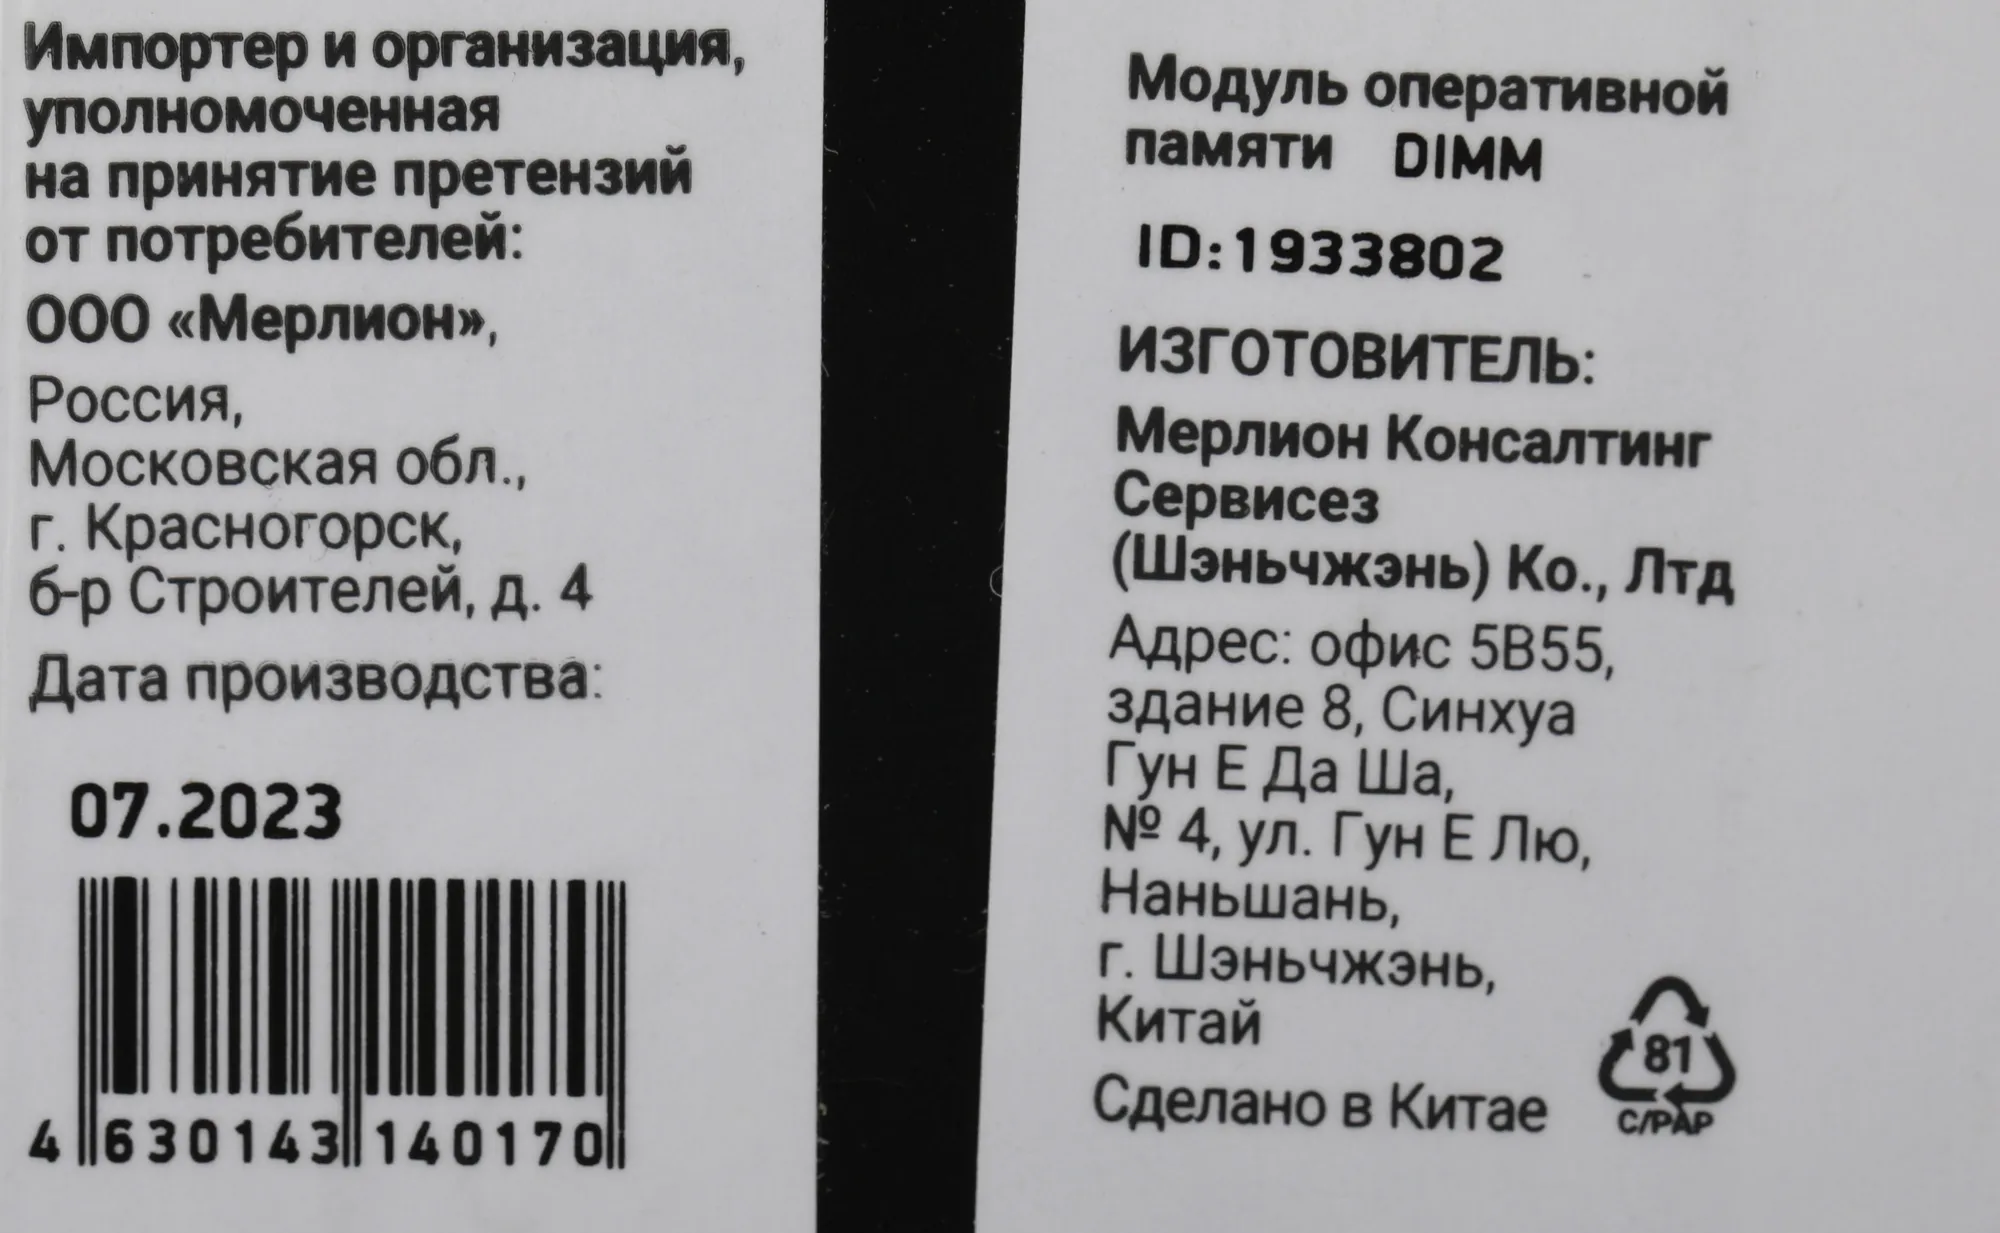 Импортер и организация,
уполномоченная
на принятие претензий
от потребителей:
ООО «Мерлион»,
Россия,
Московская обл.,
г. Красногорск,
б-р Строителей, д. 4
Дата производства:
07.2023
4 630143 140170
Модуль оперативной
памяти DIMM
ID:1933802
ИЗГОТОВИТЕЛЬ:
Мерлион Консалтинг
Сервисез
(Шэньчжэнь) Ко., Лтд
Адрес: офис 5В55,
здание 8, Синхуа
Гун Е Да Ша,
№ 4, ул. Гун Е Лю,
Наньшань,
г. Шэньчжэнь,
Китай
Сделано в Китае
81
C/PAP